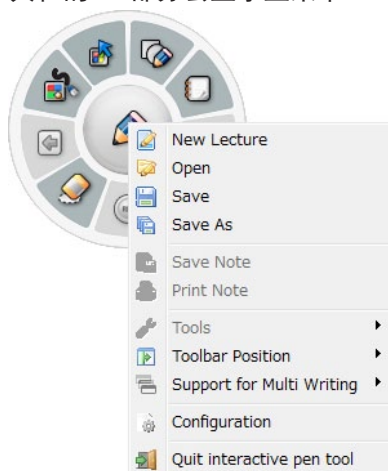 New Lecture
Open
Save
Save As
Save Note
Print Note
Tools
Toolbar Position
Support for Multi Writing
Configuration
Quit interactive pen tool